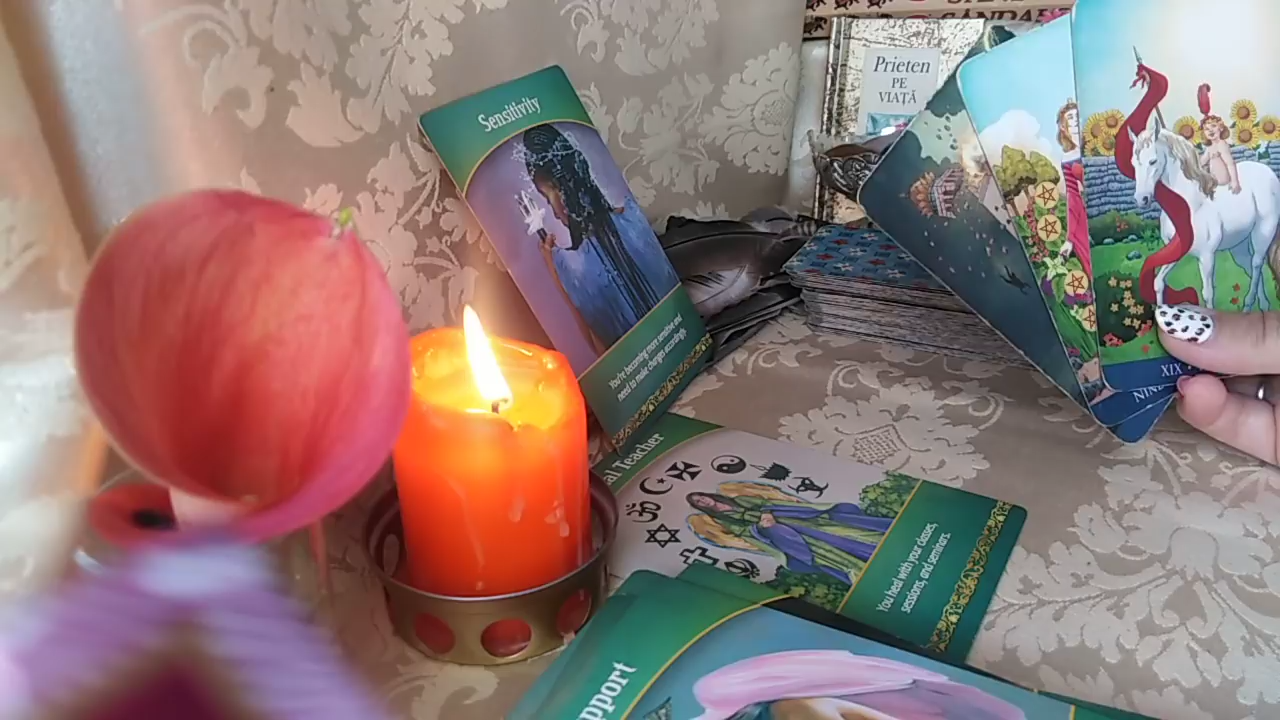 Sensitivity
You're becoming more sensitive and
need to make changes accordingly.
Prieten
PE
VIAȚĂ
XIX
al Teacher
You heal with your classes,
sessions, and seminars.
pport